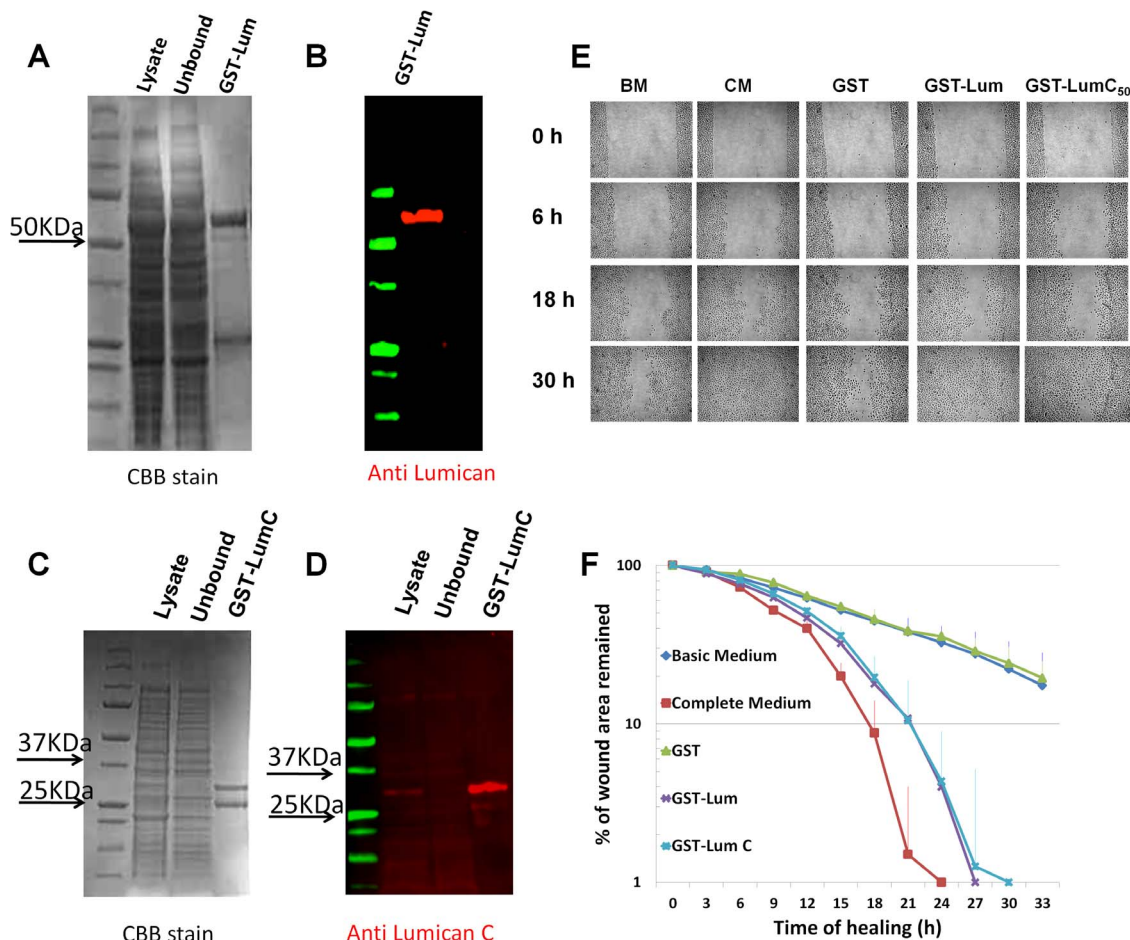 A
Lysate
Unbound
GST-Lum
50KDa
CBB stain
B
GST-Lum
Anti Lumican
E
BM CM GST GST-Lum GST-LumC50
0 h
6 h
18 h
30 h
C
Lysate
Unbound
GST-LumC
37KDa
25KDa
CBB stain
D
Lysate
Unbound
GST-LumC
37KDa
25KDa
Anti Lumican C
F
% of wound area remained
100
10
1
Basic Medium
Complete Medium
GST
GST-Lum
GST-Lum C
0 3 6 9 12 15 18 21 24 27 30 33
Time of healing (h)